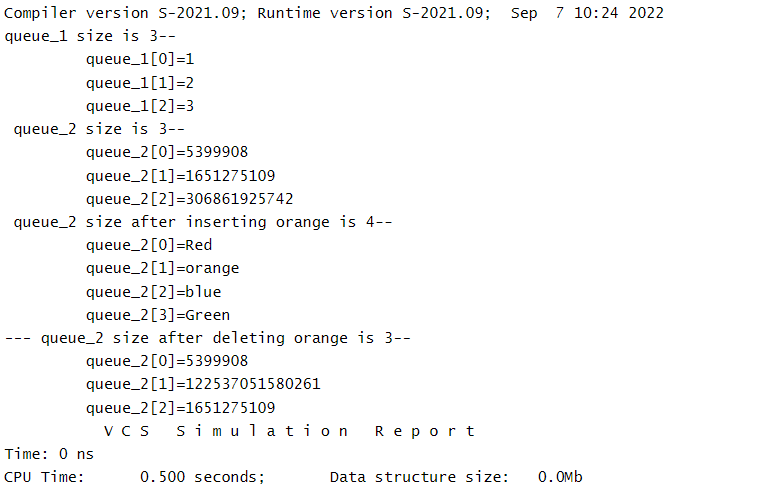 Compiler version S-2021.09; Runtime version S-2021.09;  Sep  7 10:24 2022
queue_1 size is 3--
         queue_1[0]=1
         queue_1[1]=2
         queue_1[2]=3
 queue_2 size is 3--
         queue_2[0]=5399908
         queue_2[1]=1651275109
         queue_2[2]=306861925742
 queue_2 size after inserting orange is 4--
         queue_2[0]=Red
         queue_2[1]=orange
         queue_2[2]=blue
         queue_2[3]=Green
--- queue_2 size after deleting orange is 3--
         queue_2[0]=5399908
         queue_2[1]=122537051580261
         queue_2[2]=1651275109
           V C S   S i m u l a t i o n   R e p o r t
Time: 0 ns
CPU Time:      0.500 seconds;       Data structure size:   0.0Mb